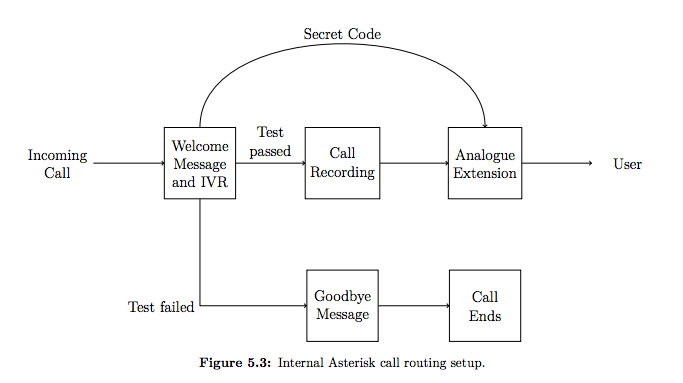 Secret Code
Incoming
Call
Welcome
Message
and IVR
Test
passed
Call
Recording
Analogue
Extension
User
Test failed
Goodbye
Message
Call
Ends
Figure 5.3: Internal Asterisk call routing setup.